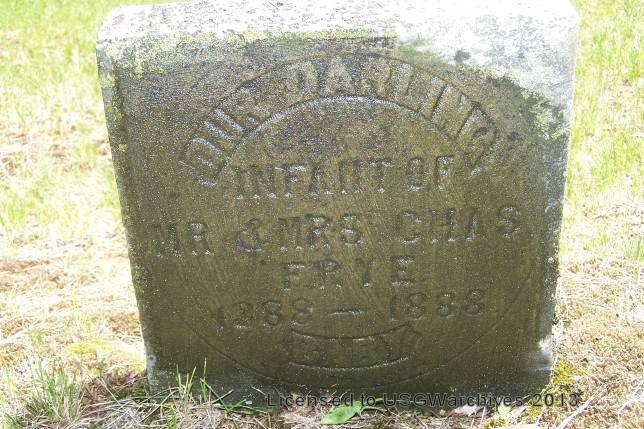 OUR DARLING
INFANT OF
MR & MRS CHAS
FRYE
1888 — 1888
BABY
Licensed to USGWarchives 2013